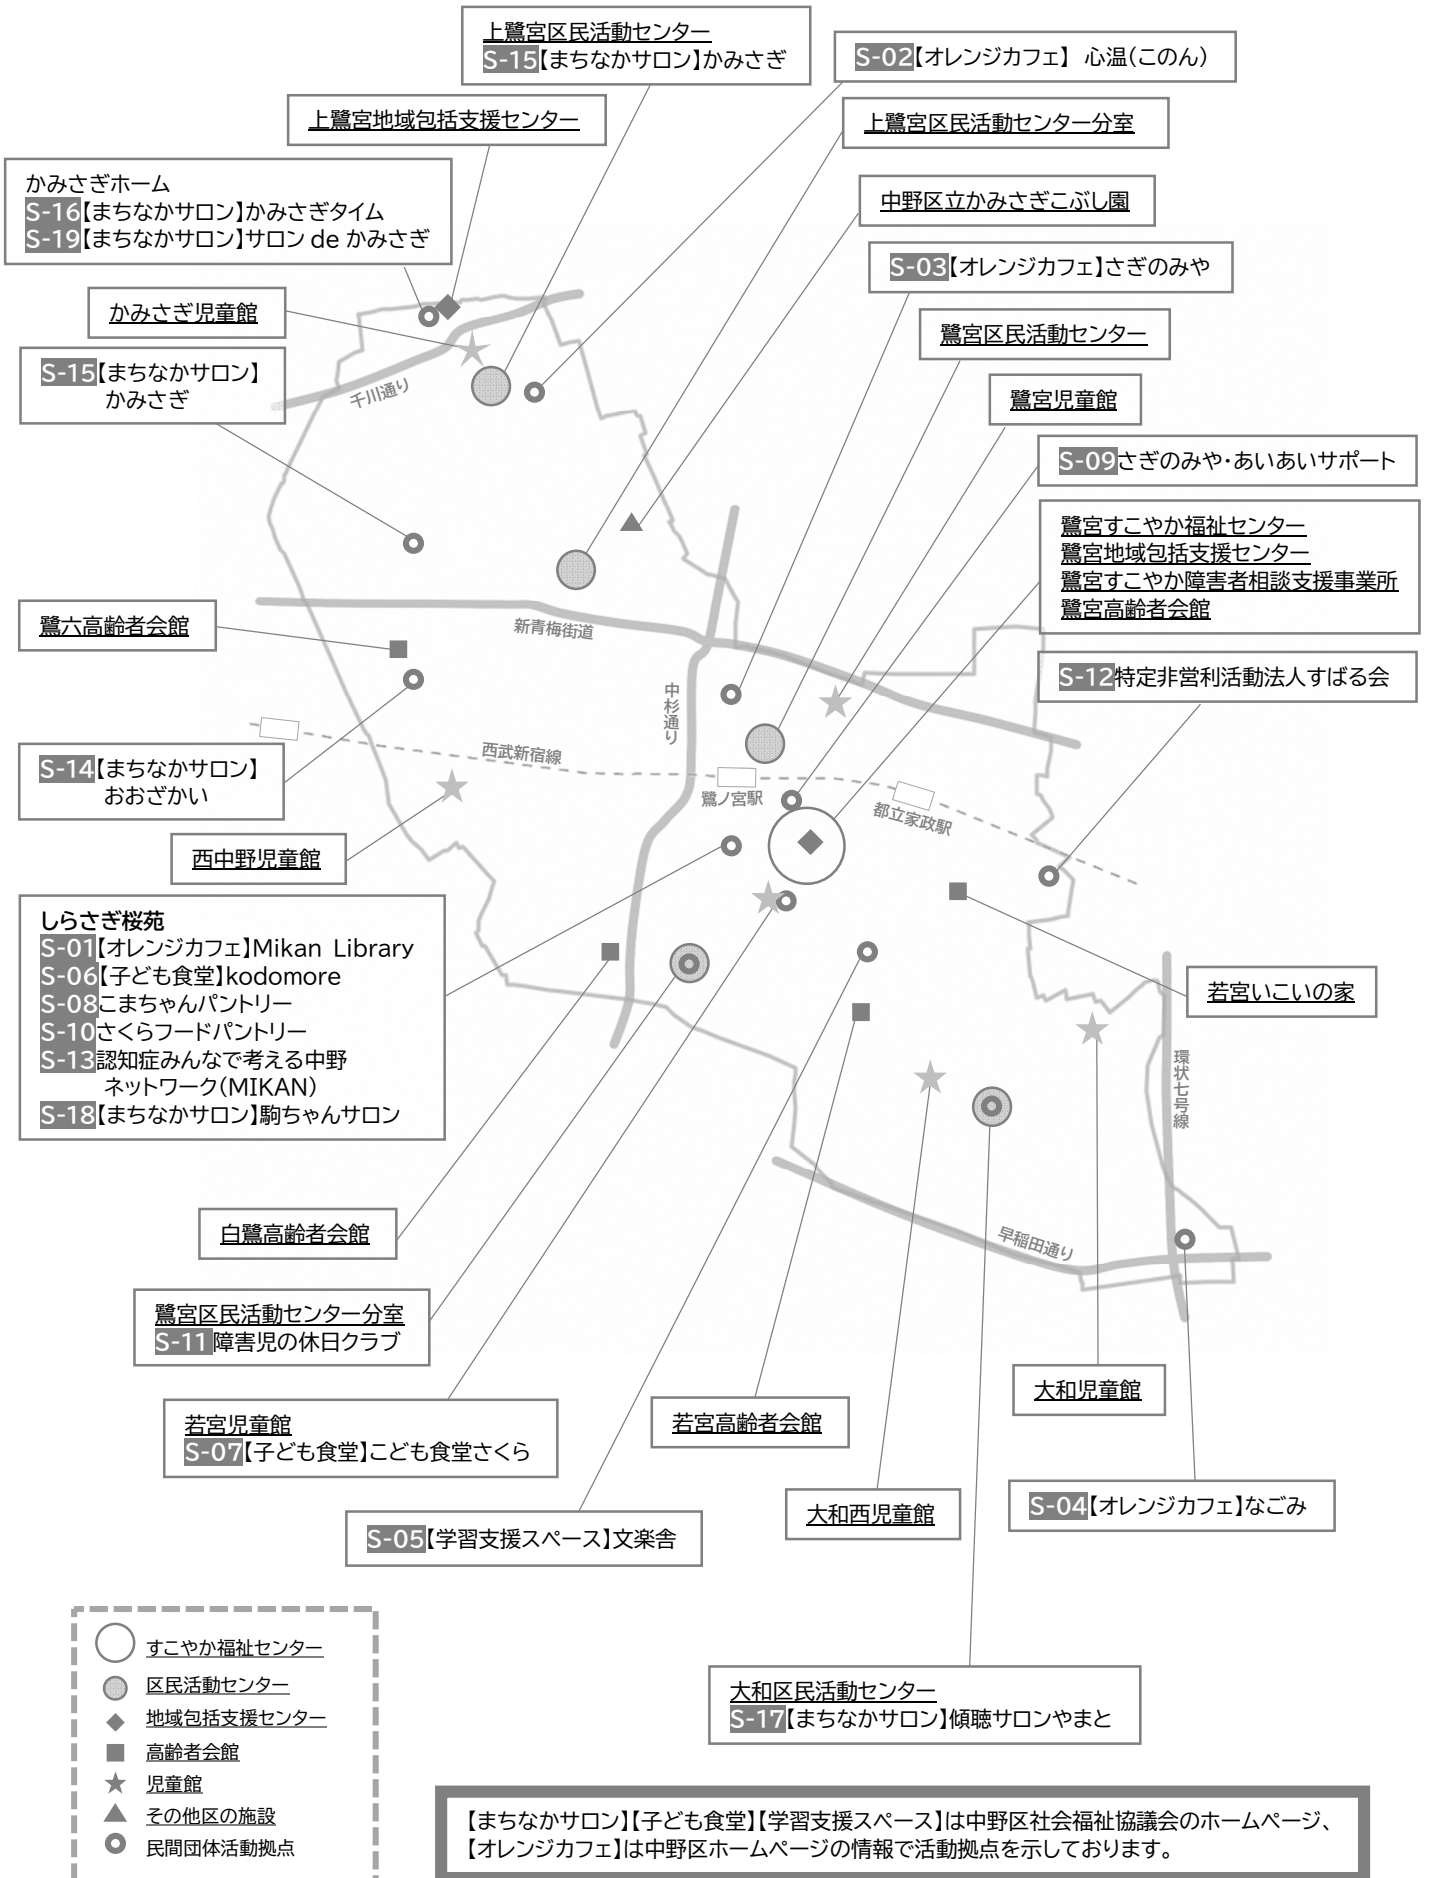 上鷺宮区民活動センター
S-15【まちなかサロン】かみさぎ
S-02【オレンジカフェ】 心温(このん)
上鷺宮地域包括支援センター
上鷺宮区民活動センター分室
かみさぎホーム
S-16【まちなかサロン】かみさぎタイム
S-19【まちなかサロン】サロン de かみさぎ
中野区立かみさぎこぶし園
S-03【オレンジカフェ】さぎのみや
かみさぎ児童館
鷺宮区民活動センター
S-15【まちなかサロン】
かみさぎ
千川通り
鷺宮児童館
S-09さぎのみや・あいあいサポート
鷺宮すこやか福祉センター
鷺宮地域包括支援センター
鷺宮すこやか障害者相談支援事業所
鷺宮高齢者会館
鷺六高齢者会館
新青梅街道
S-12特定非営利活動法人すばる会
中杉通り
S-14【まちなかサロン】
おおざかい
西武新宿線
鷺ノ宮駅
都立家政駅
西中野児童館
しらさぎ桜苑
S-01【オレンジカフェ】Mikan Library
S-06【子ども食堂】kodomore
S-08こまちゃんパントリー
S-10さくらフードパントリー
S-13認知症みんなで考える中野
ネットワーク(MIKAN)
S-18【まちなかサロン】駒ちゃんサロン
若宮いこいの家
環状七号線
白鷺高齢者会館
早稲田通り
鷺宮区民活動センター分室
S-11障害児の休日クラブ
大和児童館
若宮児童館
S-07【子ども食堂】こども食堂さくら
若宮高齢者会館
大和西児童館
S-04【オレンジカフェ】なごみ
S-05【学習支援スペース】文楽舎
すこやか福祉センター
区民活動センター
地域包括支援センター
高齢者会館
児童館
その他区の施設
民間団体活動拠点
大和区民活動センター
S-17【まちなかサロン】傾聴サロンやまと
【まちなかサロン】【子ども食堂】【学習支援スペース】は中野区社会福祉協議会のホームページ、
【オレンジカフェ】は中野区ホームページの情報で活動拠点を示しております。